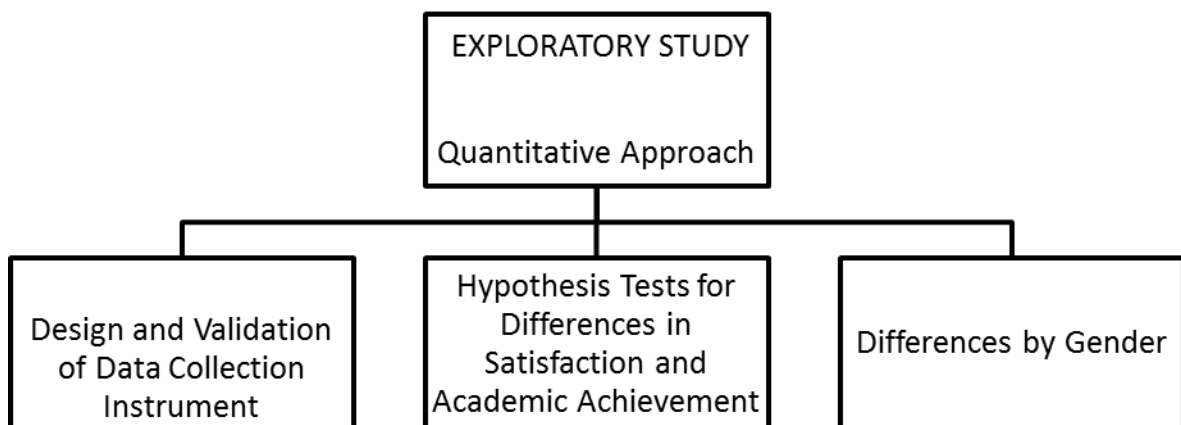 EXPLORATORY STUDY
Quantitative Approach
Design and Validation
of Data Collection
Instrument
Hypothesis Tests for
Differences in
Satisfaction and
Academic Achievement
Differences by Gender